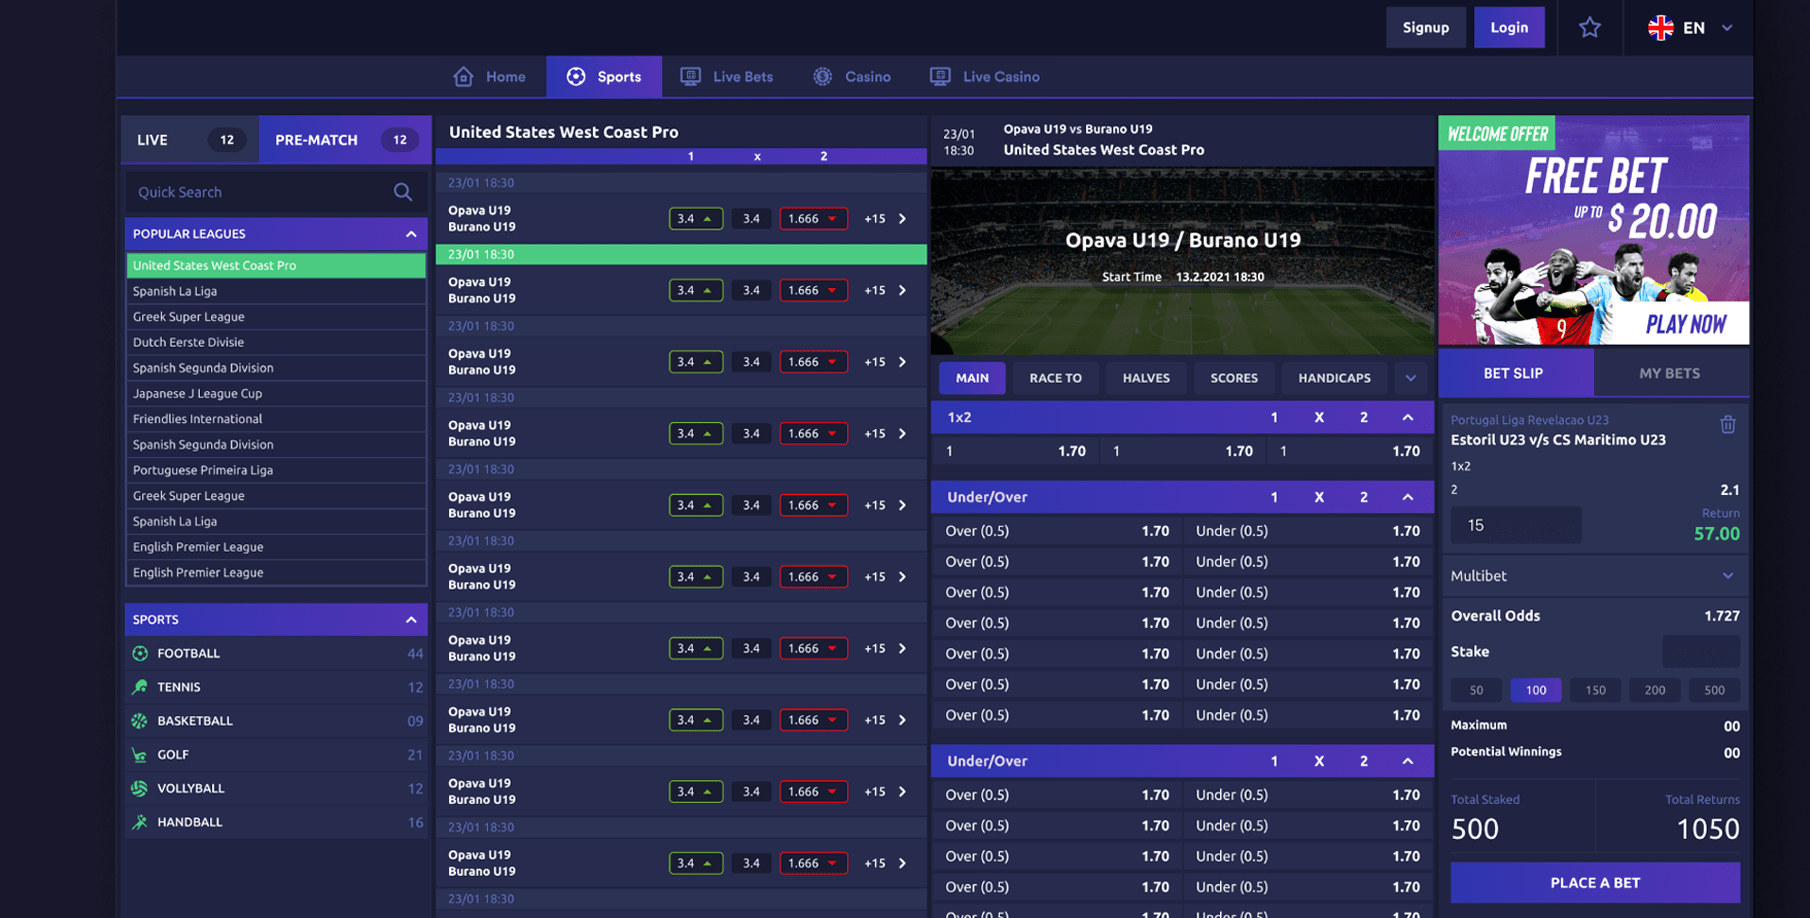 Signup
Login
EN
Home
Sports
Live Bets
Casino
Live Casino
LIVE 12
PRE-MATCH 12
Quick Search
POPULAR LEAGUES
United States West Coast Pro
Spanish La Liga
Greek Super League
Dutch Eerste Divisie
Spanish Segunda Division
Japanese J League Cup
Friendlies International
Spanish Segunda Division
Portuguese Primeira Liga
Greek Super League
Spanish La Liga
English Premier League
English Premier League
SPORTS
FOOTBALL 44
TENNIS 12
BASKETBALL 09
GOLF 21
VOLLYBALL 12
HANDBALL 16
United States West Coast Pro
1 x 2
23/01 18:30
Opava U19
Burano U19
3.4 3.4 1.666 +15
23/01 18:30
Opava U19
Burano U19
3.4 3.4 1.666 +15
23/01 18:30
Opava U19
Burano U19
3.4 3.4 1.666 +15
23/01 18:30
Opava U19
Burano U19
3.4 3.4 1.666 +15
23/01 18:30
Opava U19
Burano U19
3.4 3.4 1.666 +15
23/01 18:30
Opava U19
Burano U19
3.4 3.4 1.666 +15
23/01 18:30
Opava U19
Burano U19
3.4 3.4 1.666 +15
23/01 18:30
Opava U19
Burano U19
3.4 3.4 1.666 +15
23/01 18:30
Opava U19
Burano U19
3.4 3.4 1.666 +15
23/01 18:30
Opava U19
Burano U19
3.4 3.4 1.666 +15
23/01 18:30
23/01
18:30
Opava U19 vs Burano U19
United States West Coast Pro
Opava U19 / Burano U19
Start Time 13.2.2021 18:30
MAIN
RACE TO
HALVES
SCORES
HANDICAPS
1x2 1 X 2
1 1.70 1 1.70 1 1.70
Under/Over 1 X 2
Over (0.5) 1.70 Under (0.5) 1.70
Over (0.5) 1.70 Under (0.5) 1.70
Over (0.5) 1.70 Under (0.5) 1.70
Over (0.5) 1.70 Under (0.5) 1.70
Over (0.5) 1.70 Under (0.5) 1.70
Over (0.5) 1.70 Under (0.5) 1.70
Over (0.5) 1.70 Under (0.5) 1.70
Under/Over 1 X 2
Over (0.5) 1.70 Under (0.5) 1.70
Over (0.5) 1.70 Under (0.5) 1.70
Over (0.5) 1.70 Under (0.5) 1.70
Over (0.5) 1.70 Under (0.5) 1.70
Over (0.5) 1.70 Under (0.5) 1.70
WELCOME OFFER
FREE BET
UP TO $ 20.00
9
PLAY NOW
BET SLIP
MY BETS
Portugal Liga Revelacao U23
Estoril U23 v/s CS Maritimo U23
1x2
2 2.1
Return
15 57.00
Multibet
Overall Odds 1.727
Stake
50 100 150 200 500
Maximum 00
Potential Winnings 00
Total Staked Total Returns
500 1050
PLACE A BET